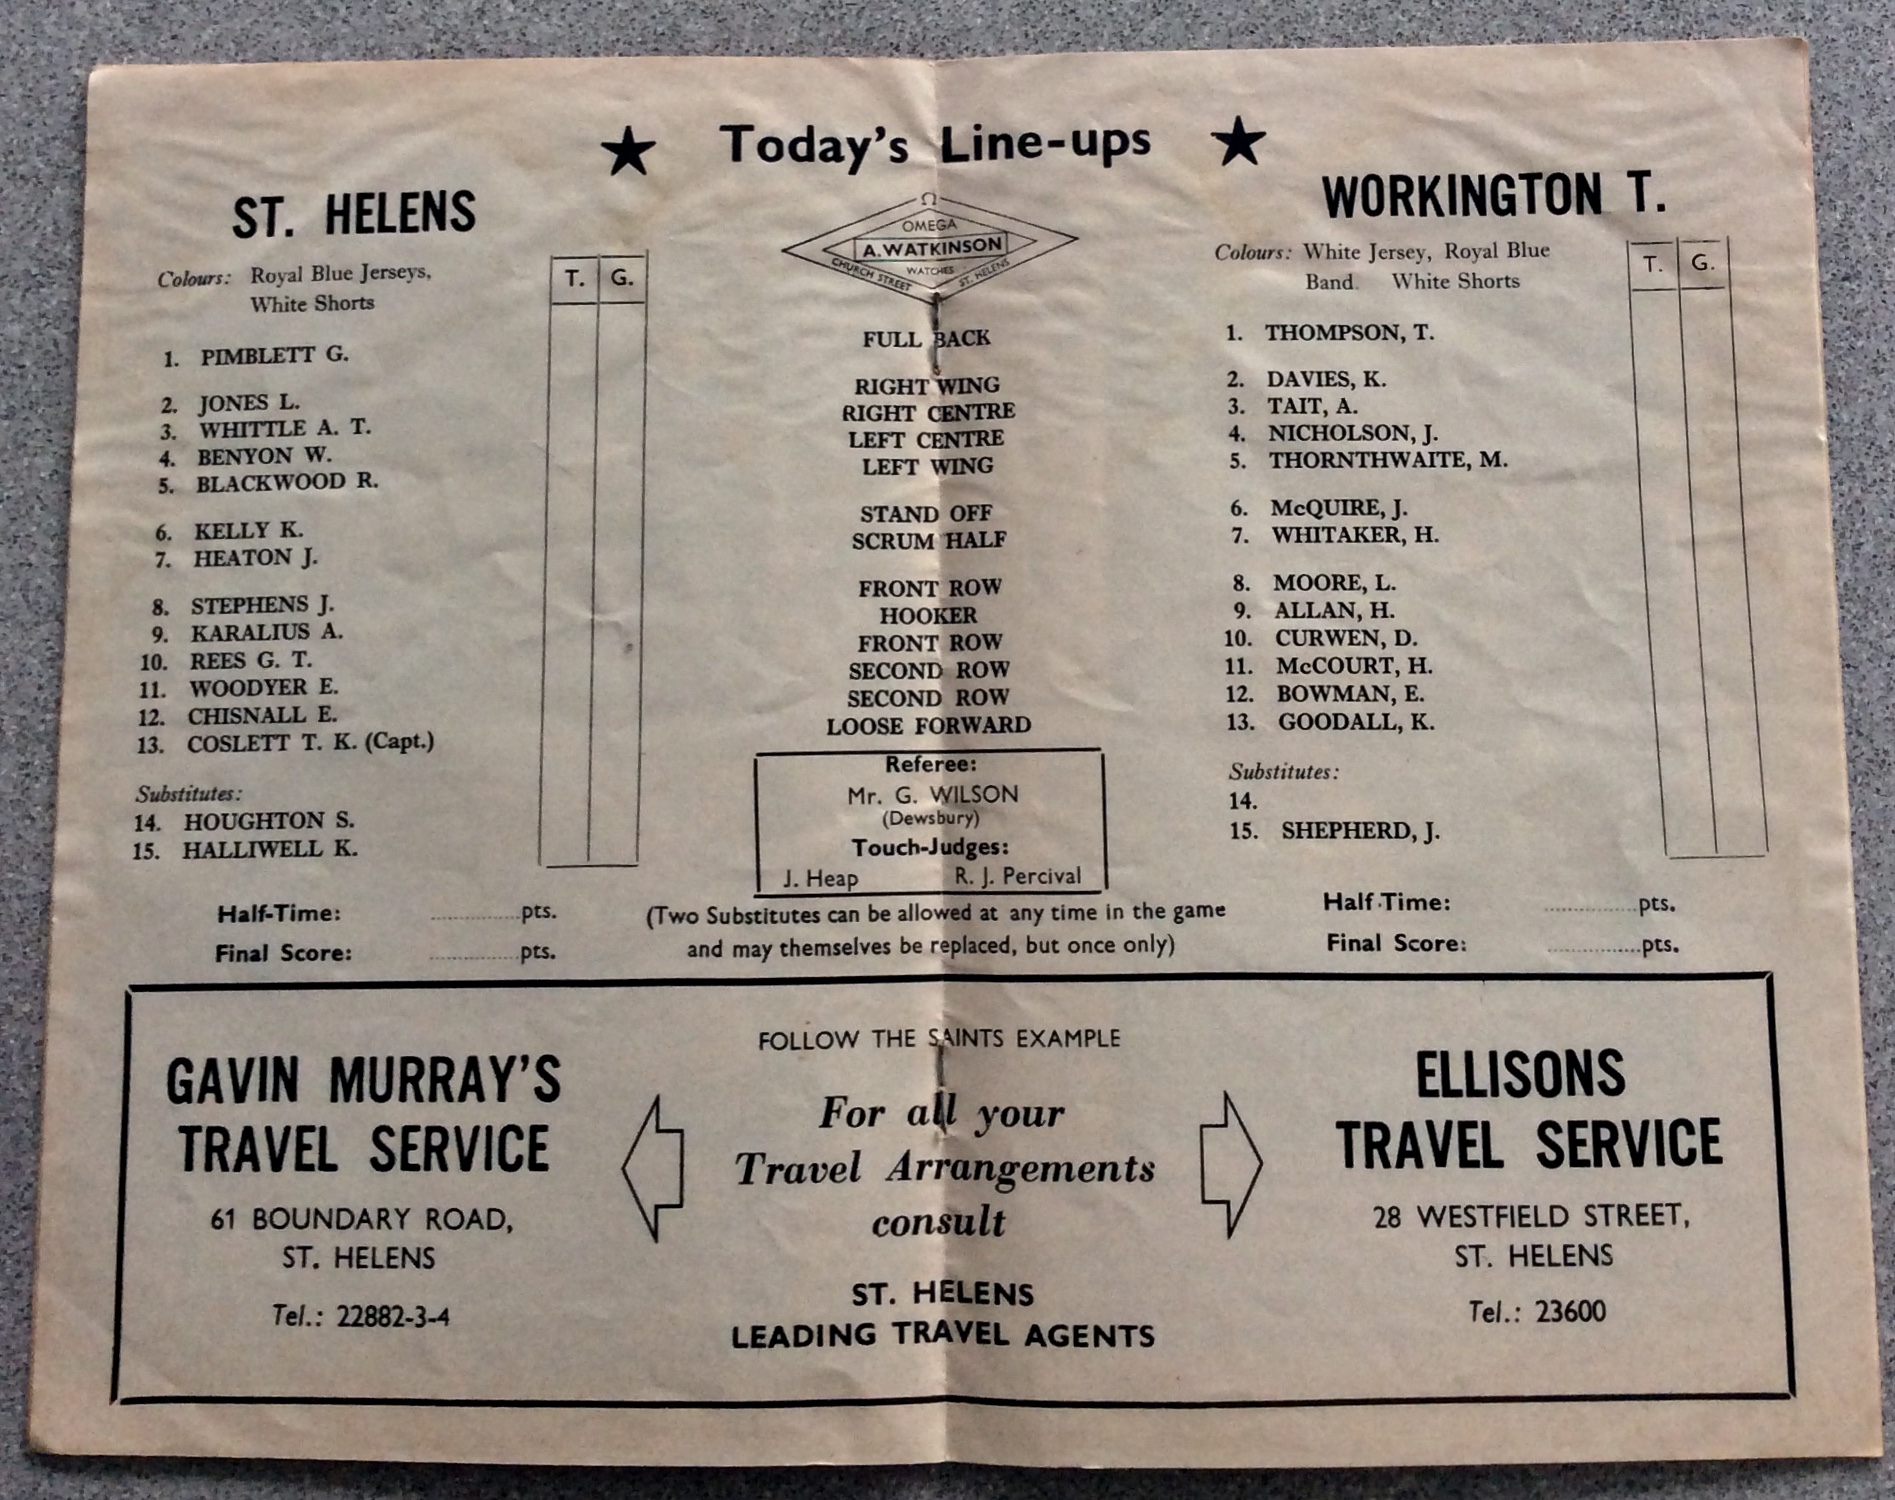 ★ Today's Line-ups ★
ST. HELENS
Colours: Royal Blue Jerseys,
White Shorts
T. G.
1. PIMBLETT G.
2. JONES L.
3. WHITTLE A. T.
4. BENYON W.
5. BLACKWOOD R.
6. KELLY K.
7. HEATON J.
8. STEPHENS J.
9. KARALIUS A.
10. REES G. T.
11. WOODYER E.
12. CHISNALL E.
13. COSLETT T. K. (Capt.)
Substitutes:
14. HOUGHTON S.
15. HALLIWELL K.
Half-Time: ..............pts.
Final Score: ..............pts.
Ω
OMEGA
A. WATKINSON
WATCHES
CHURCH STREET ST. HELENS
FULL BACK
RIGHT WING
RIGHT CENTRE
LEFT CENTRE
LEFT WING
STAND OFF
SCRUM HALF
FRONT ROW
HOOKER
FRONT ROW
SECOND ROW
SECOND ROW
LOOSE FORWARD
Referee:
Mr. G. WILSON
(Dewsbury)
Touch-Judges:
J. Heap R. J. Percival
(Two Substitutes can be allowed at any time in the game
and may themselves be replaced, but once only)
WORKINGTON T.
Colours: White Jersey, Royal Blue
Band. White Shorts
T. G.
1. THOMPSON, T.
2. DAVIES, K.
3. TAIT, A.
4. NICHOLSON, J.
5. THORNTHWAITE, M.
6. McQUIRE, J.
7. WHITAKER, H.
8. MOORE, L.
9. ALLAN, H.
10. CURWEN, D.
11. McCOURT, H.
12. BOWMAN, E.
13. GOODALL, K.
Substitutes:
14.
15. SHEPHERD, J.
Half-Time: ..............pts.
Final Score: ..............pts.
GAVIN MURRAY'S
TRAVEL SERVICE
61 BOUNDARY ROAD,
ST. HELENS
Tel.: 22882-3-4
FOLLOW THE SAINTS EXAMPLE
For all your
Travel Arrangements
consult
ST. HELENS
LEADING TRAVEL AGENTS
ELLISONS
TRAVEL SERVICE
28 WESTFIELD STREET,
ST. HELENS
Tel.: 23600